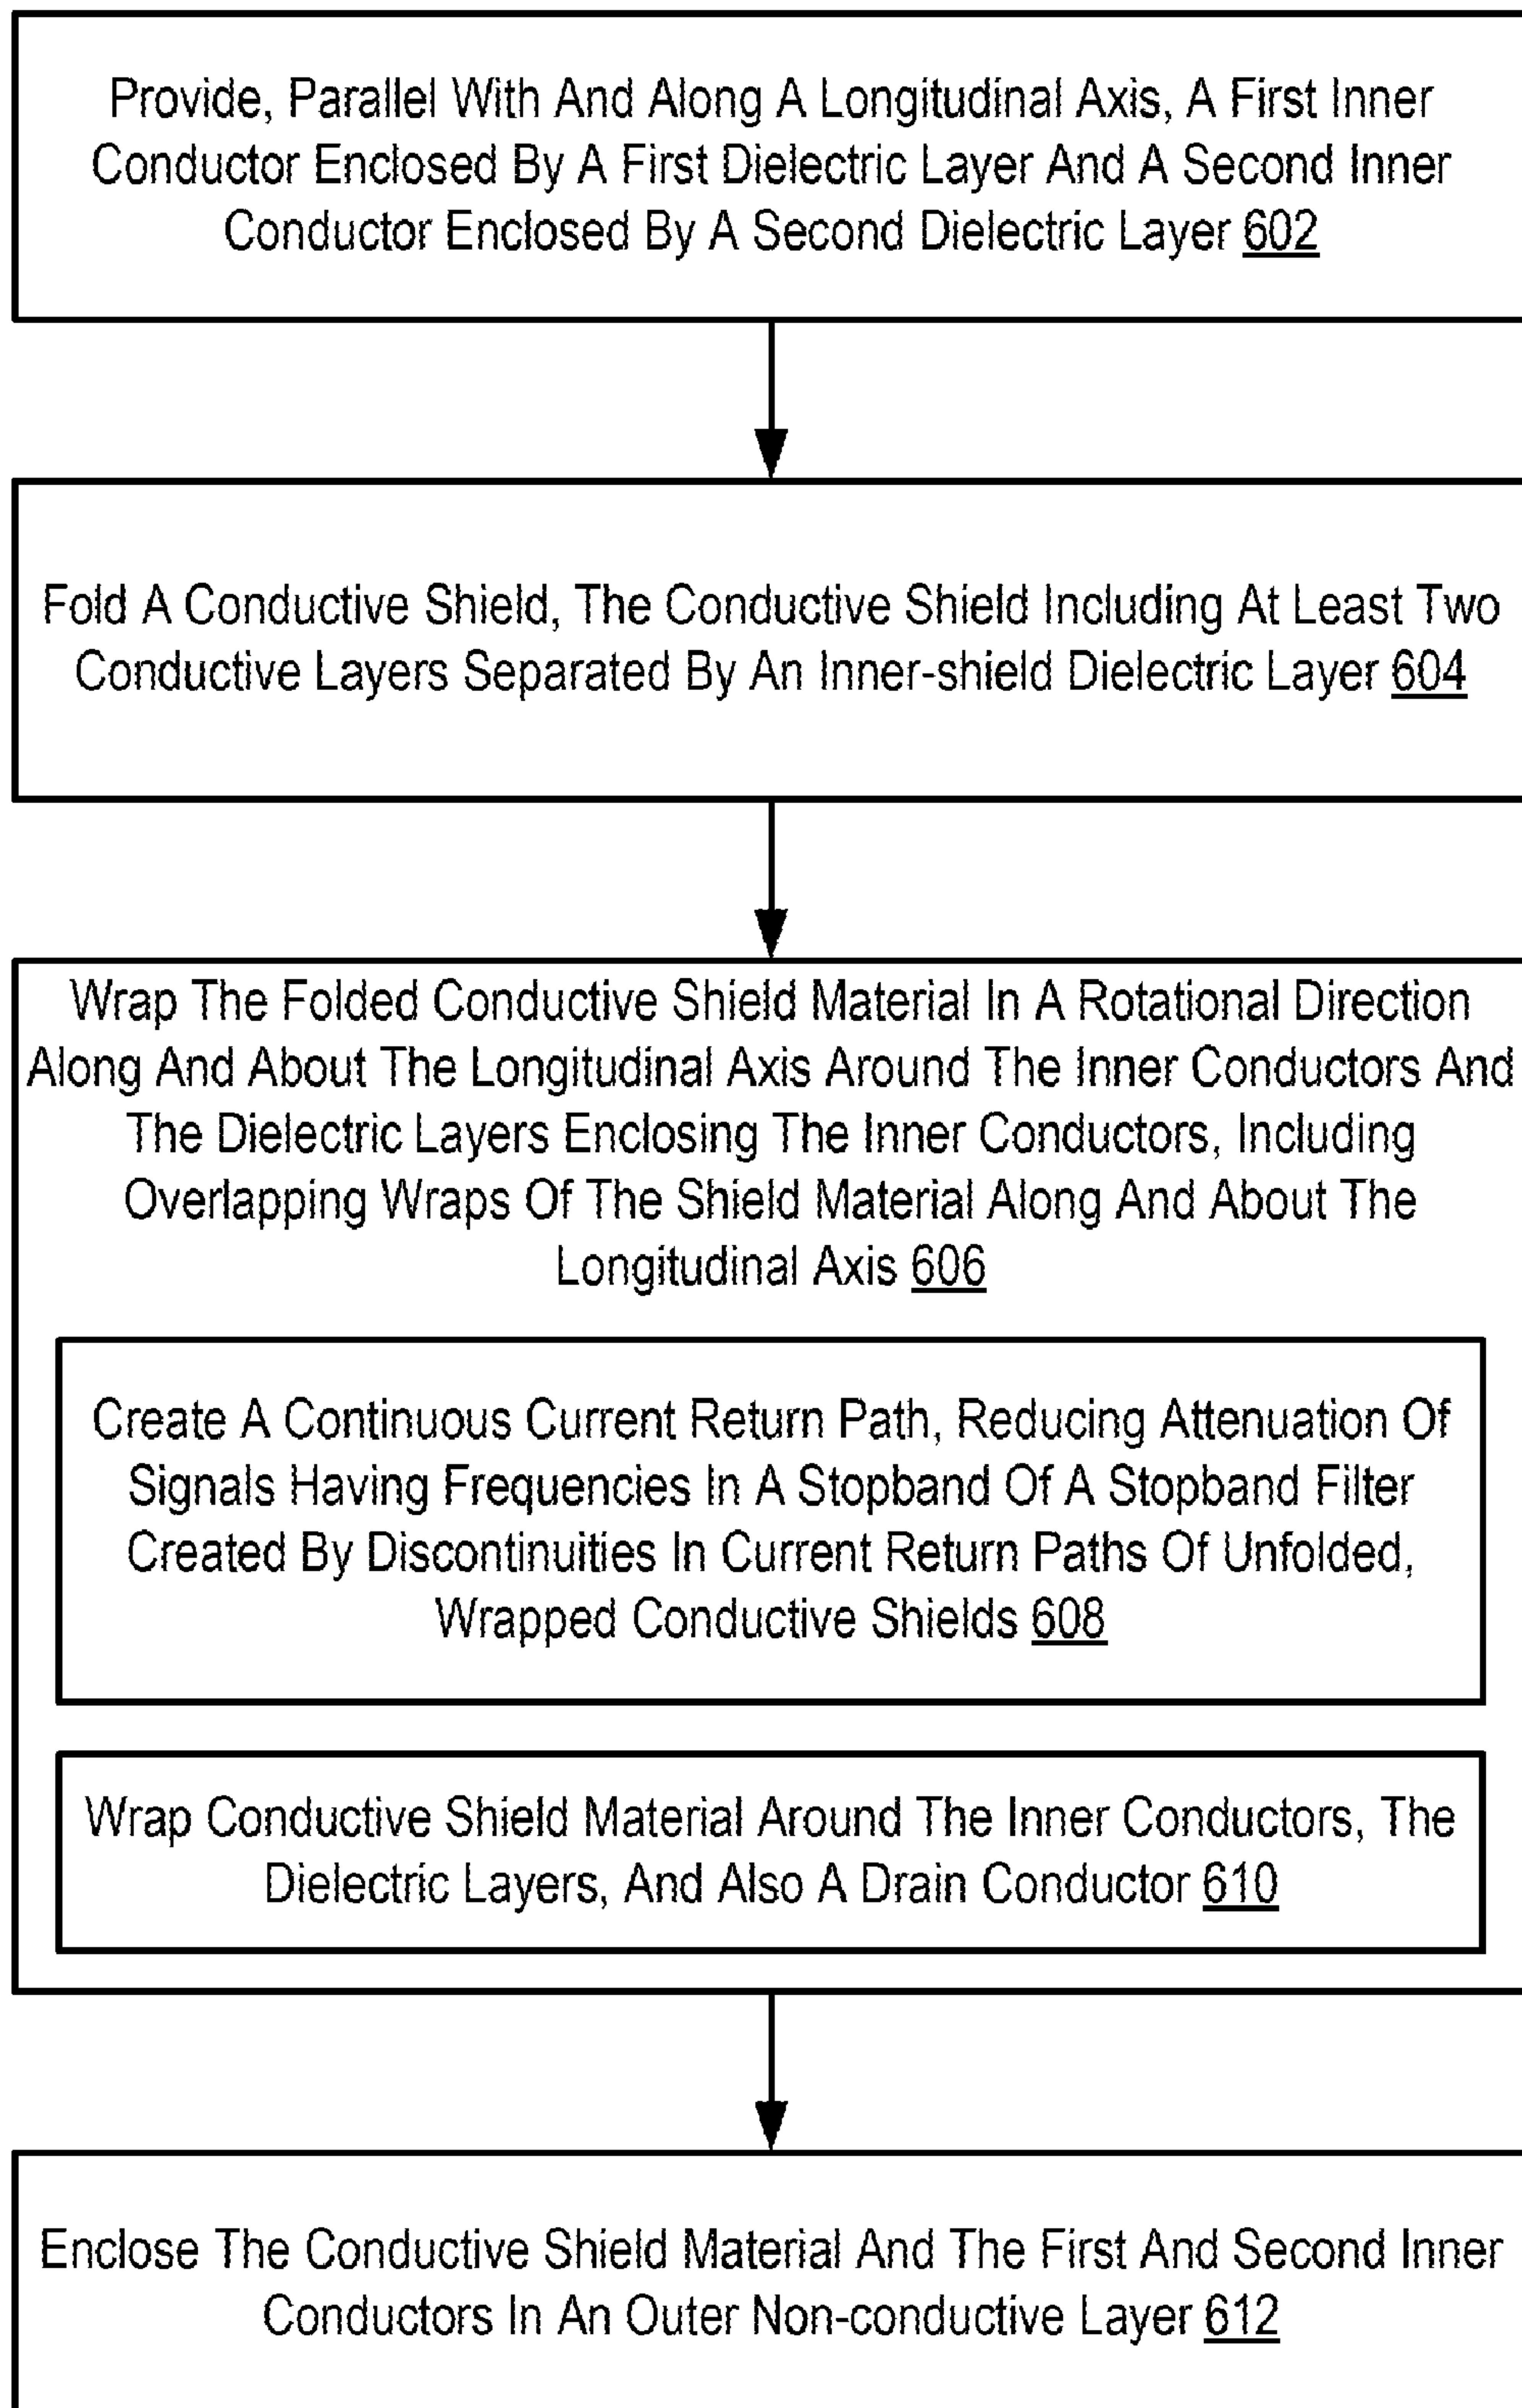 Provide, Parallel With And Along A Longitudinal Axis, A First Inner
Conductor Enclosed By A First Dielectric Layer And A Second Inner
Conductor Enclosed By A Second Dielectric Layer 602
Fold A Conductive Shield, The Conductive Shield Including At Least Two
Conductive Layers Separated By An Inner-shield Dielectric Layer 604
Wrap The Folded Conductive Shield Material In A Rotational Direction
Along And About The Longitudinal Axis Around The Inner Conductors And
The Dielectric Layers Enclosing The Inner Conductors, Including
Overlapping Wraps Of The Shield Material Along And About The
Longitudinal Axis 606
Create A Continuous Current Return Path, Reducing Attenuation Of
Signals Having Frequencies In A Stopband Of A Stopband Filter
Created By Discontinuities In Current Return Paths Of Unfolded,
Wrapped Conductive Shields 608
Wrap Conductive Shield Material Around The Inner Conductors, The
Dielectric Layers, And Also A Drain Conductor 610
Enclose The Conductive Shield Material And The First And Second Inner
Conductors In An Outer Non-conductive Layer 612